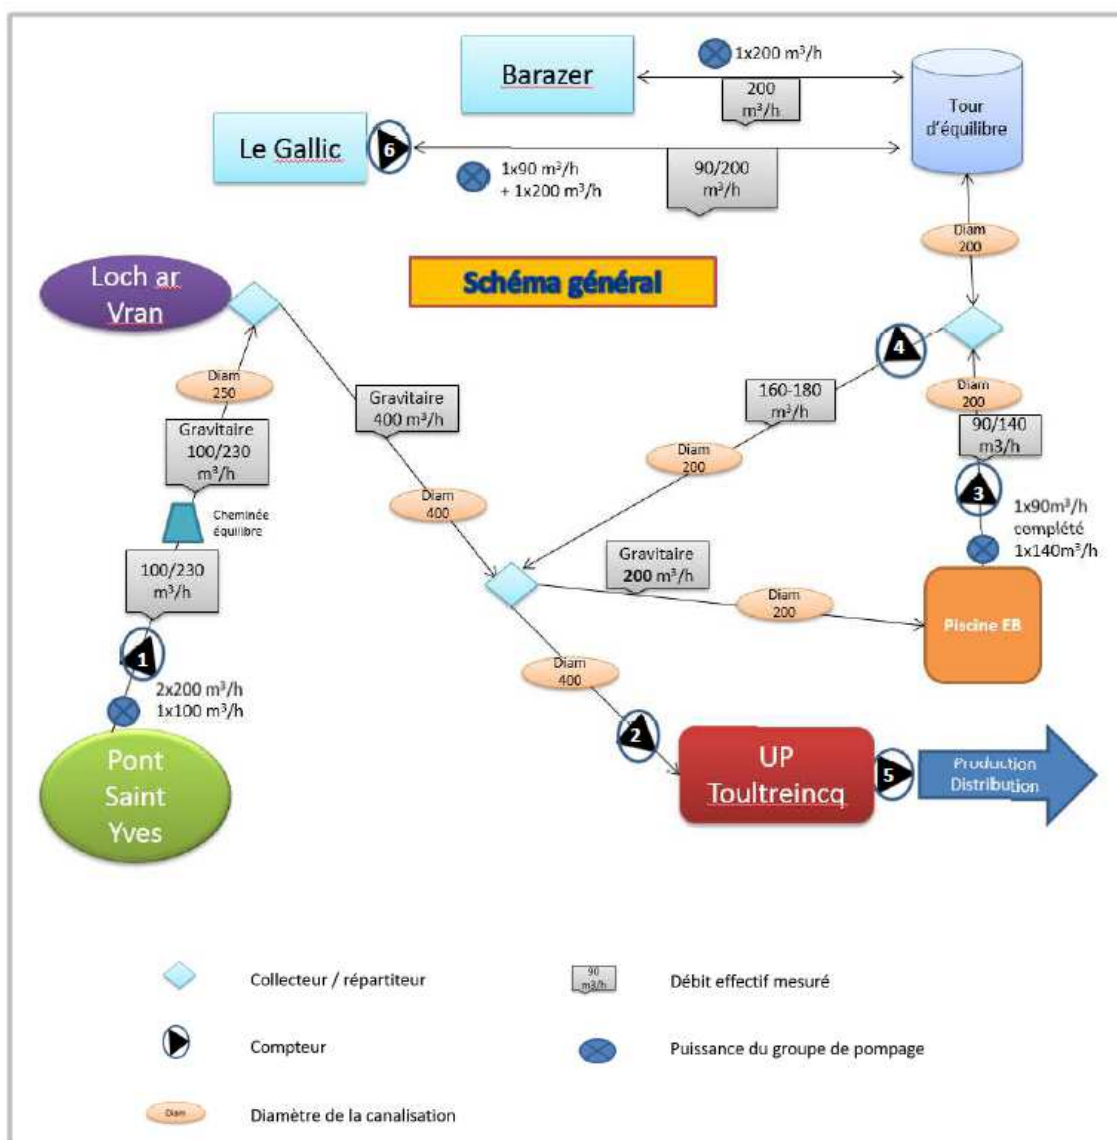 Barazer
1x200 m³/h
200
m³/h
Tour
d'équilibre
Le Gallic
6
1x90 m³/h
+ 1x200 m³/h
90/200
m³/h
Diam
200
Loch ar
Vran
Schéma général
4
Diam
250
Gravitaire
400 m³/h
160-180
m³/h
Diam
200
Gravitaire
100/230
m³/h
90/140
m3/h
Diam
200
3
Cheminée
équilibre
Diam
400
1x90m³/h
complété
1x140m³/h
100/230
m³/h
Gravitaire
200 m³/h
Diam
200
Piscine EB
1
2x200 m³/h
1x100 m³/h
Diam
400
2
Pont
Saint
Yves
UP
Toultreincq
5
Production
Distribution
Collecteur / répartiteur
90
m3/h
Débit effectif mesuré
Compteur
Puissance du groupe de pompage
Diam
Diamètre de la canalisation